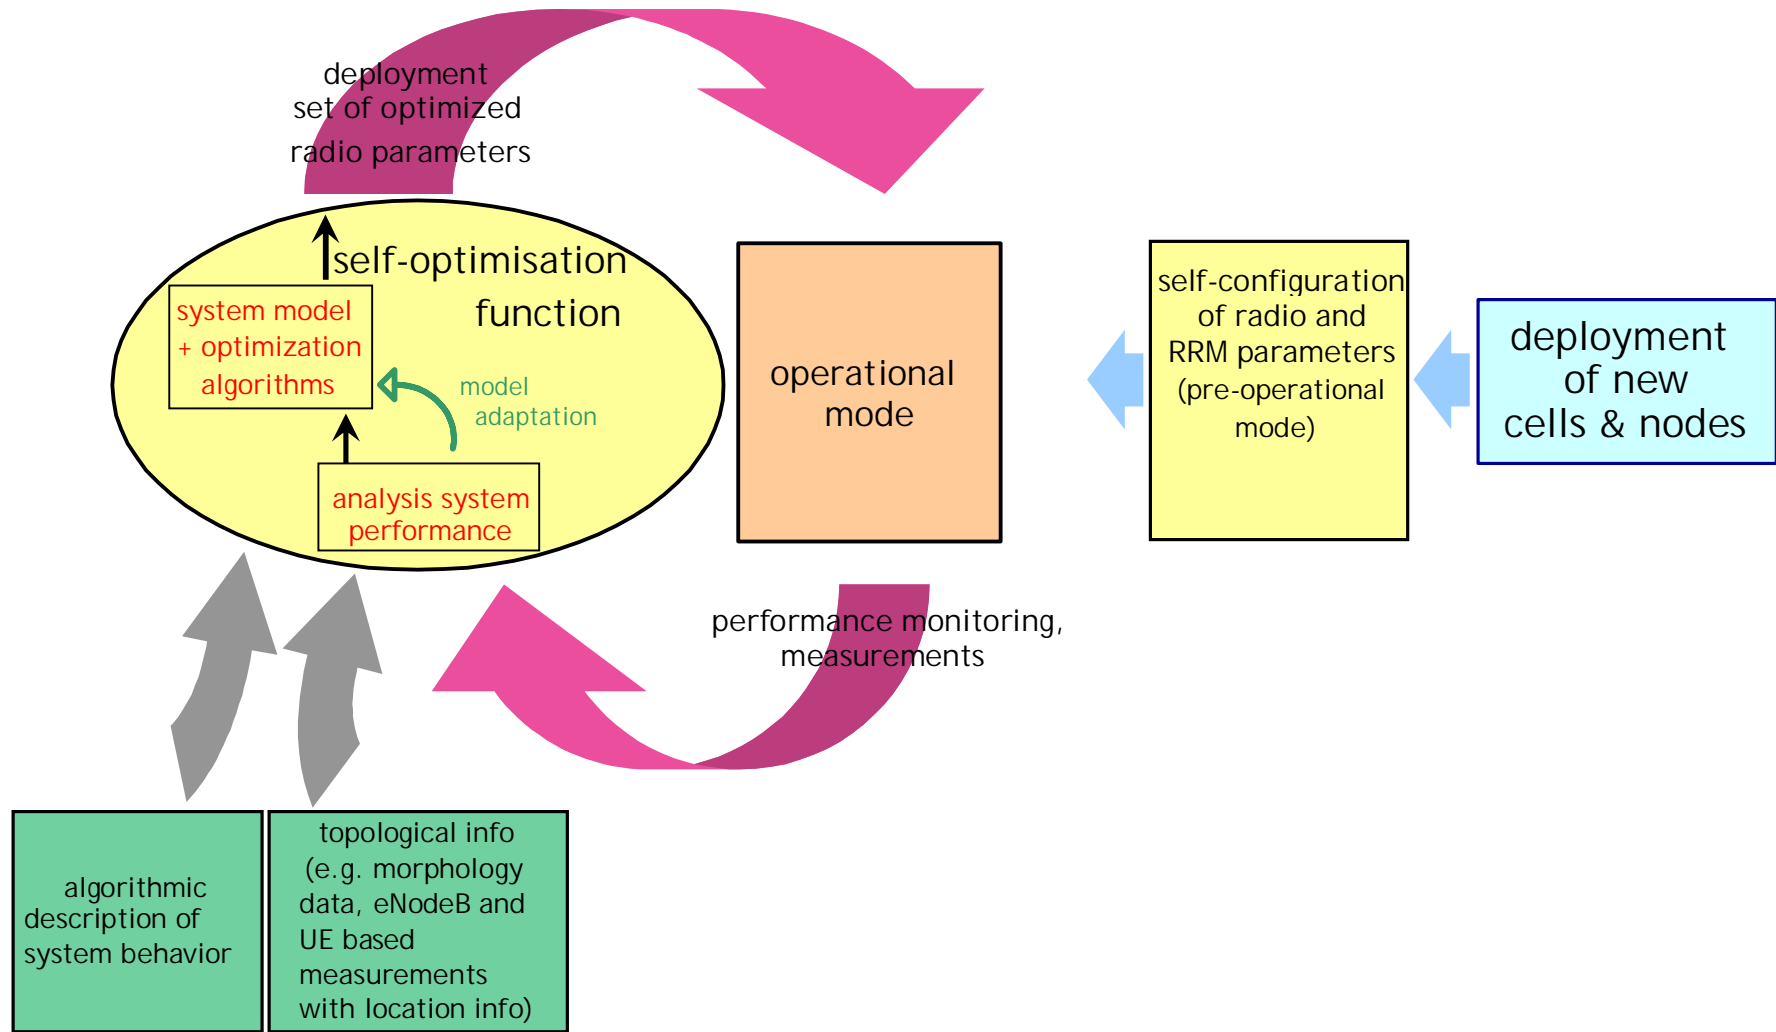 deployment
set of optimized
radio parameters
self-optimisation
function
system model
+ optimization
algorithms
model
adaptation
analysis system
performance
operational
mode
self-configuration
of radio and
RRM parameters
(pre-operational
mode)
deployment
of new
cells & nodes
performance monitoring,
measurements
algorithmic
description of
system behavior
topological info
(e.g. morphology
data, eNodeB and
UE based
measurements
with location info)